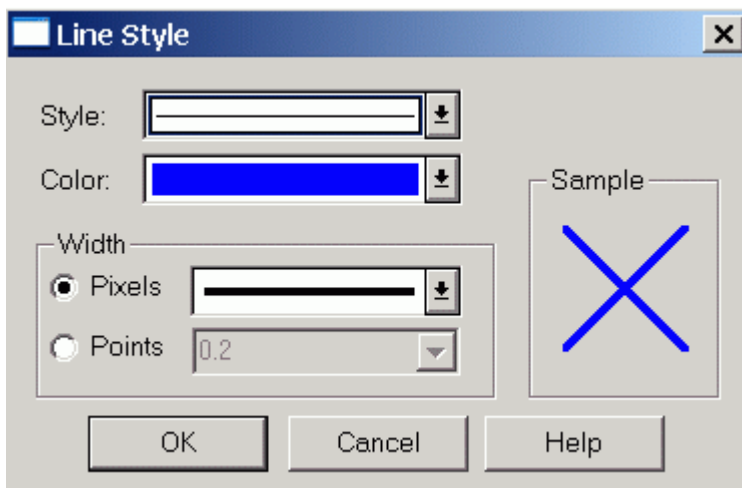 Line Style
Style:
Color:
Sample
Width
Pixels
Points
0.2
OK
Cancel
Help